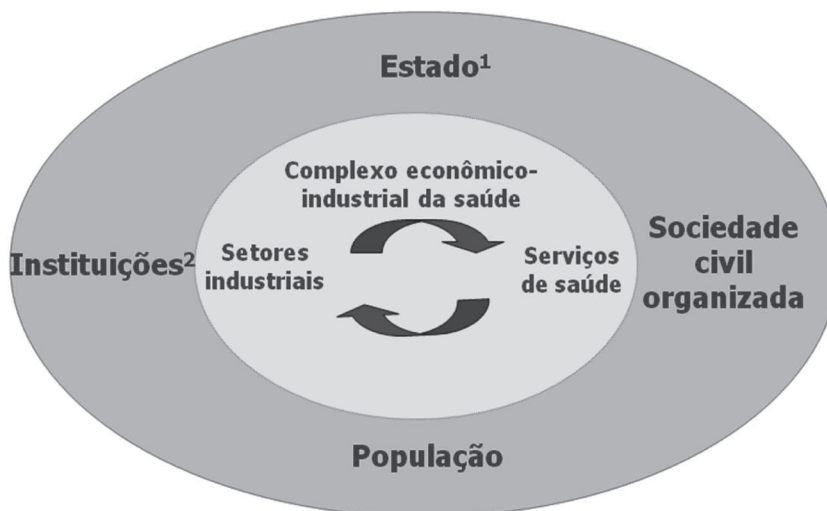 Estado¹
Complexo econômico-
industrial da saúde
Instituições²
Setores
industriais
Serviços
de saúde
Sociedade
civil
organizada
População